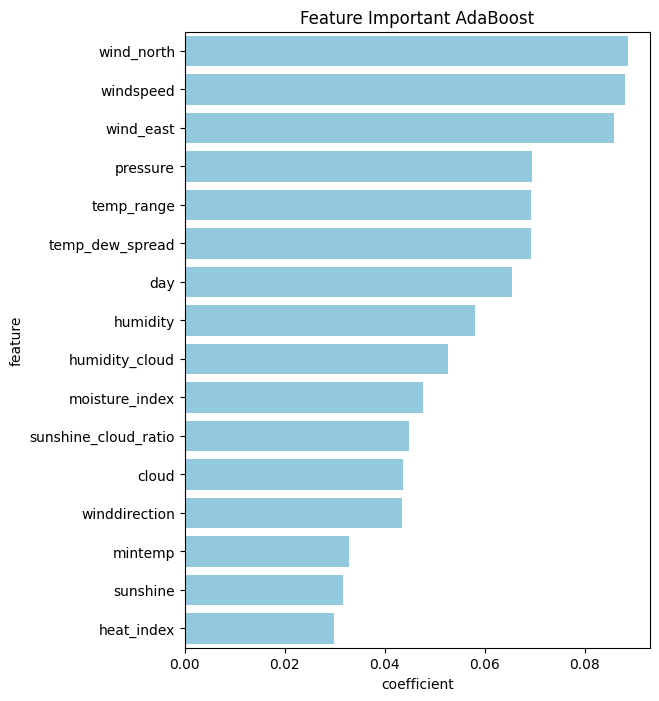 Feature Important AdaBoost
wind_north
windspeed
wind_east
pressure
temp_range
temp_dew_spread
day
humidity
humidity_cloud
moisture_index
sunshine_cloud_ratio
cloud
winddirection
mintemp
sunshine
heat_index
feature
0.00 0.02 0.04 0.06 0.08
coefficient